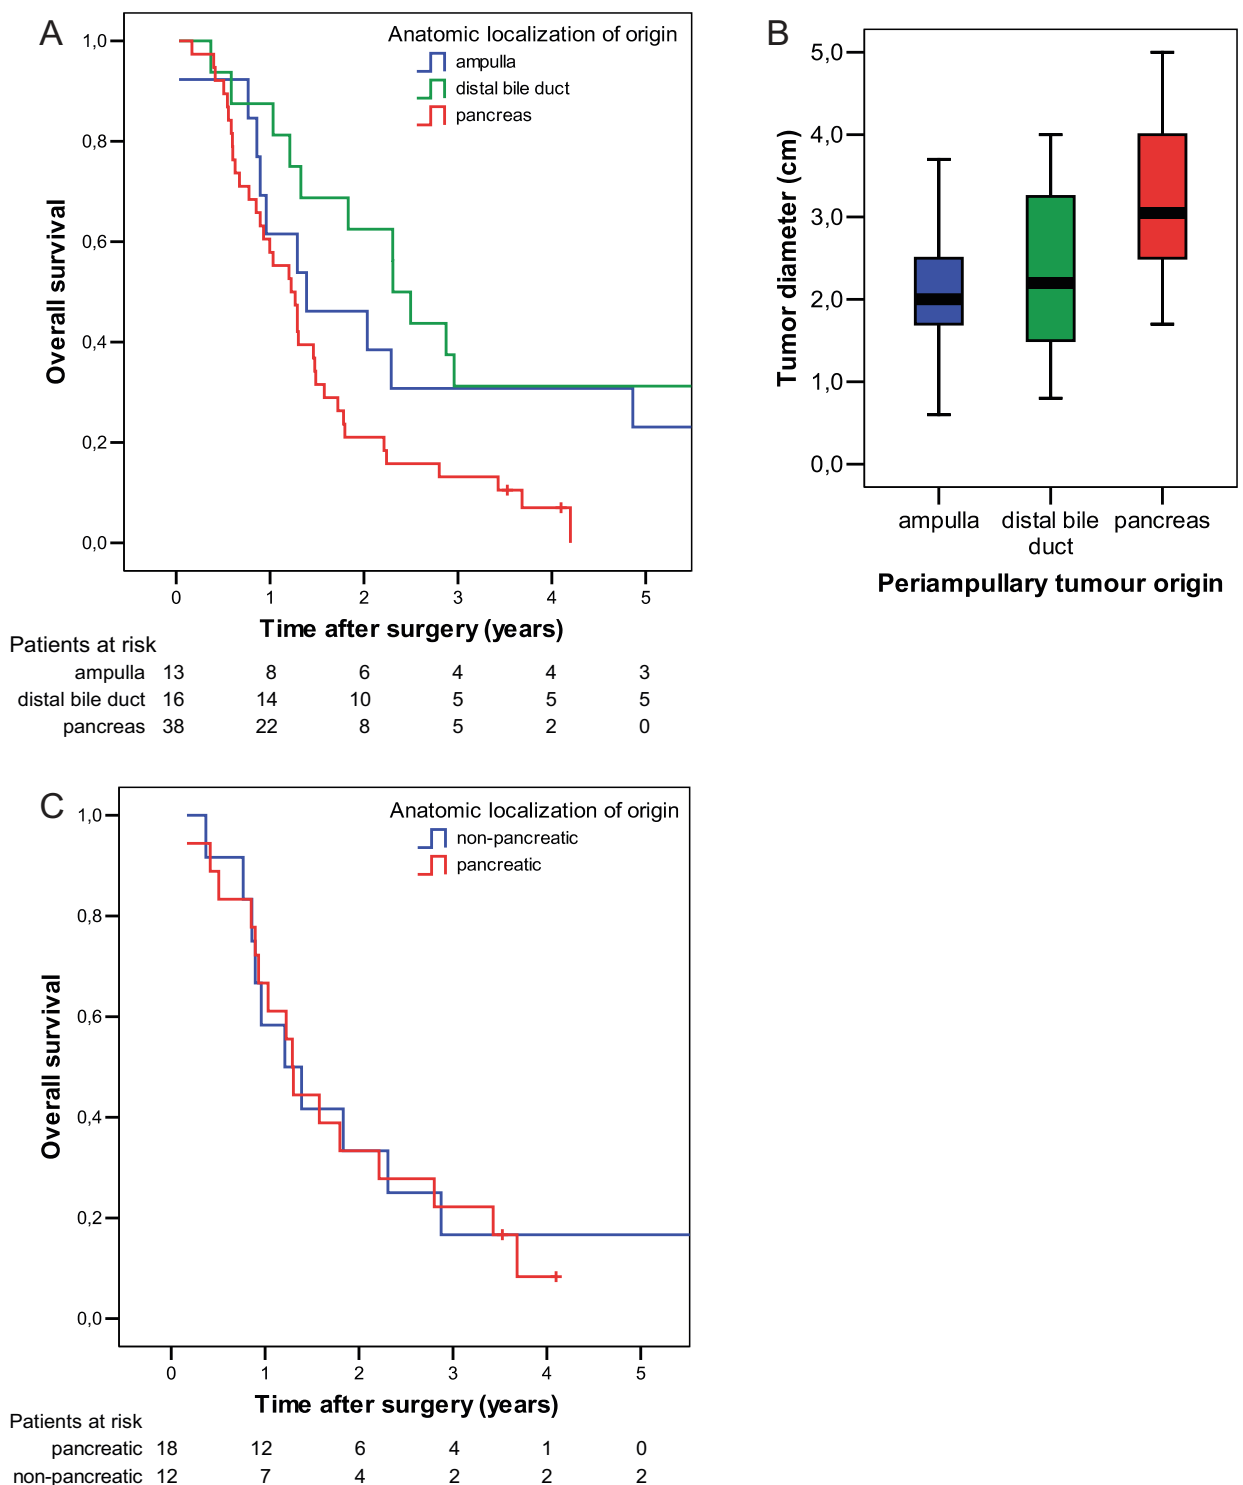 A
Anatomic localization of origin
ampulla
distal bile duct
pancreas
1,0
0,8
0,6
0,4
0,2
0,0
Overall survival
0 1 2 3 4 5
Time after surgery (years)
Patients at risk
ampulla 13 8 6 4 4 3
distal bile duct 16 14 10 5 5 5
pancreas 38 22 8 5 2 0
B
5,0
4,0
3,0
2,0
1,0
0,0
Tumor diameter (cm)
ampulla distal bile pancreas
duct
Periampullary tumour origin
C
Anatomic localization of origin
non-pancreatic
pancreatic
1,0
0,8
0,6
0,4
0,2
0,0
Overall survival
0 1 2 3 4 5
Time after surgery (years)
Patients at risk
pancreatic 18 12 6 4 1 0
non-pancreatic 12 7 4 2 2 2